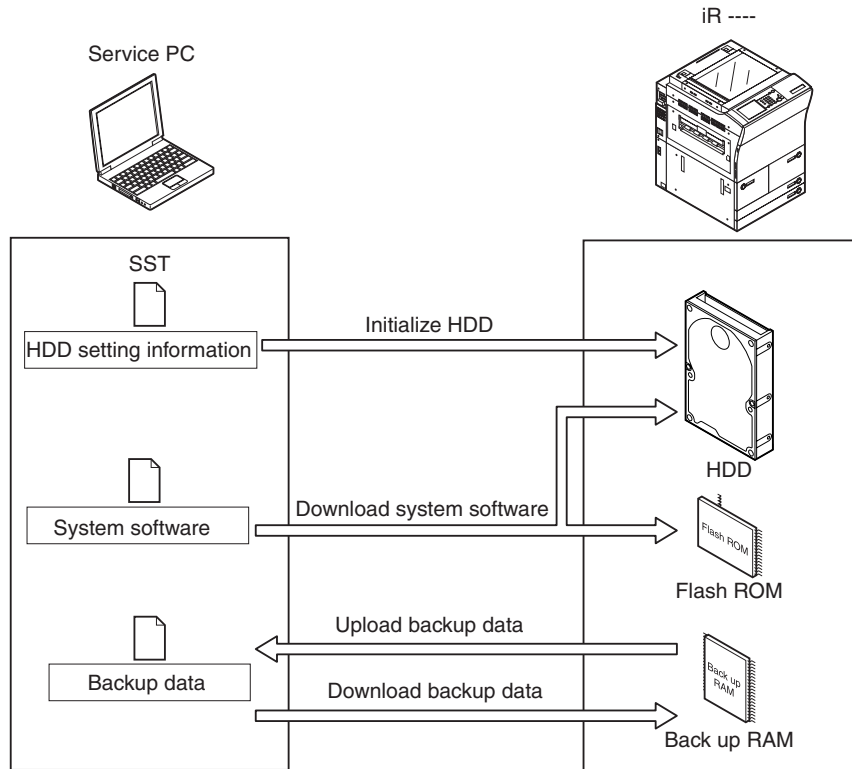 iR ----
Service PC
SST
HDD setting information
Initialize HDD
HDD
System software
Download system software
Flash ROM
Flash ROM
Backup data
Upload backup data
Download backup data
Back up
RAM
Back up RAM